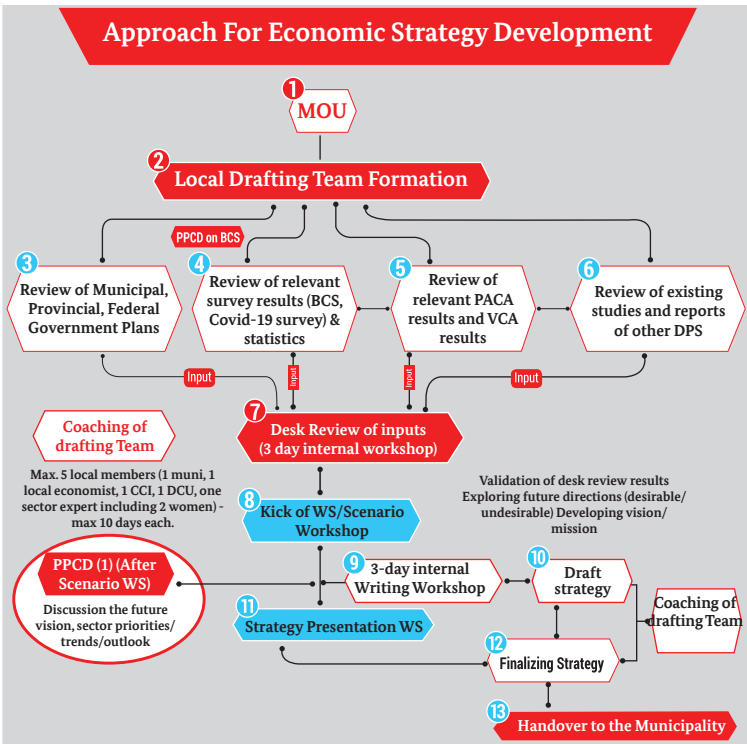 Approach For Economic Strategy Development
1
MOU
2
Local Drafting Team Formation
PPCD on BCS
3
Review of Municipal,
Provincial, Federal
Government Plans
4
Review of relevant
survey results (BCS,
Covid-19 survey) &
statistics
5
Review of
relevant PACA
results and VCA
results
6
Review of existing
studies and reports
of other DPS
Input
Input
Input
Input
7
Desk Review of inputs
(3 day internal workshop)
Coaching of
drafting Team
Max. 5 local members (1 muni, 1
local economist, 1 CCI, 1 DCU, one
sector expert including 2 women) -
max 10 days each.
8
Kick of WS/Scenario
Workshop
Validation of desk review results
Exploring future directions (desirable/
undesirable) Developing vision/
mission
PPCD (1) (After
Scenario WS)
Discussion the future
vision, sector priorities/
trends/outlook
9
3-day internal
Writing Workshop
10
Draft
strategy
11
Strategy Presentation WS
Coaching of
drafting Team
12
Finalizing Strategy
13
Handover to the Municipality